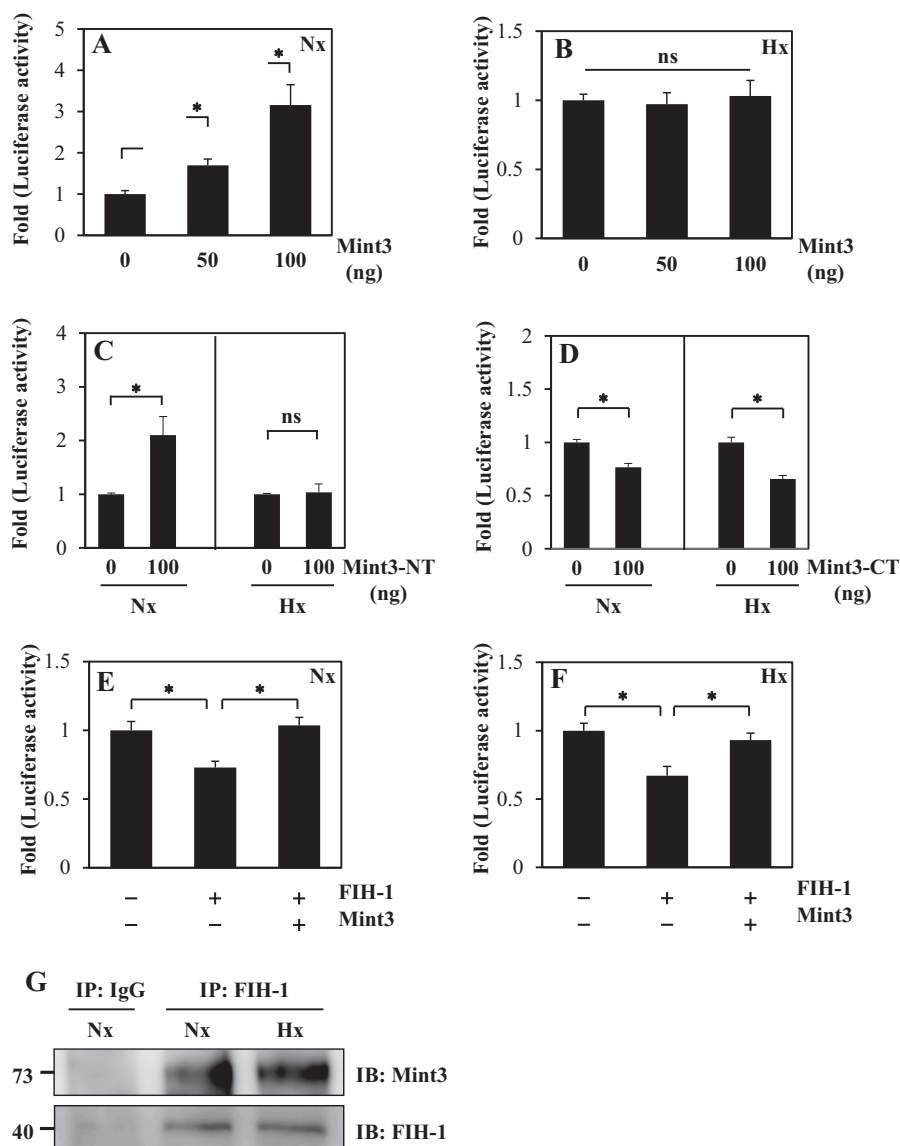 A
Nx
Fold (Luciferase activity)
5
4
3
2
1
0
*
*
0 50 100
Mint3
(ng)
B
Hx
Fold (Luciferase activity)
1.5
1
0.5
0
ns
0 50 100
Mint3
(ng)
C
Fold (Luciferase activity)
4
3
2
1
0
*
ns
0 100 0 100 Mint3-NT
(ng)
Nx Hx
D
Fold (Luciferase activity)
2
1.5
1
0.5
0
*
*
0 100 0 100 Mint3-CT
(ng)
Nx Hx
E
Nx
Fold (Luciferase activity)
1.5
1
0.5
0
* *
− + + FIH-1
− − + Mint3
F
Hx
Fold (Luciferase activity)
1.5
1
0.5
0
* *
− + + FIH-1
− − + Mint3
G
IP: IgG IP: FIH-1
Nx Nx Hx
73 IB: Mint3
40 IB: FIH-1